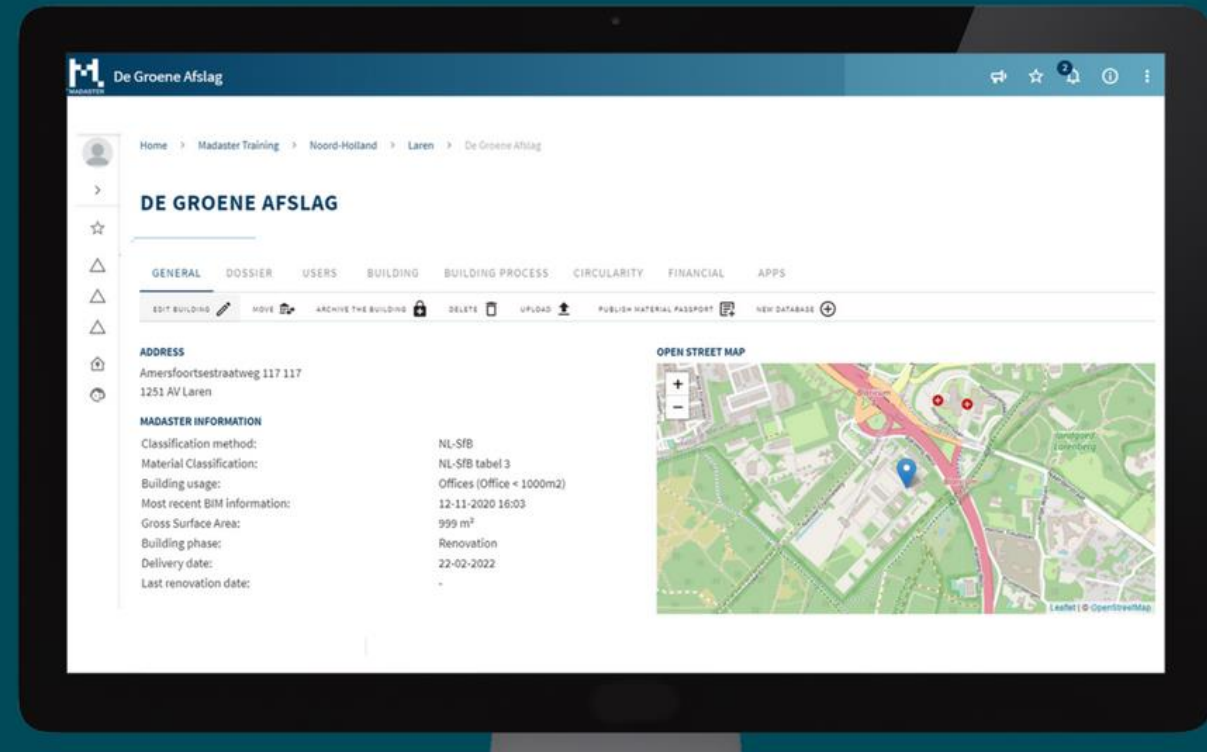 MADASTER
De Groene Afslag
2
Home > Madaster Training > Noord-Holland > Laren > De Groene Afslag
DE GROENE AFSLAG
GENERAL DOSSIER USERS BUILDING BUILDING PROCESS CIRCULARITY FINANCIAL APPS
EDIT BUILDING MOVE ARCHIVE THE BUILDING DELETE UPLOAD PUBLISH MATERIAL PASSPORT NEW DATABASE
ADDRESS
Amersfoortsestraatweg 117 117
1251 AV Laren
MADASTER INFORMATION
Classification method: NL-SfB
Material Classification: NL-SfB tabel 3
Building usage: Offices (Office < 1000m2)
Most recent BIM information: 12-11-2020 16:03
Gross Surface Area: 999 m²
Building phase: Renovation
Delivery date: 22-02-2022
Last renovation date: -
OPEN STREET MAP
+
−
Leaflet | © OpenStreetMap